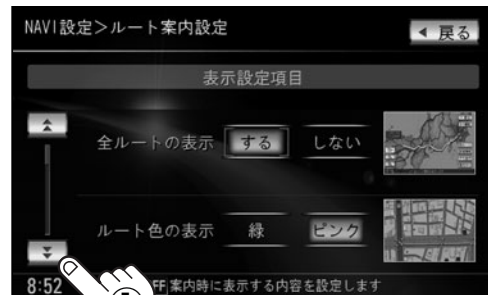 NAVI設定＞ルート案内設定
◀ 戻る
表示設定項目
全ルートの表示 する しない
ルート色の表示 緑 ピンク
8:52 FF案内時に表示する内容を設定します